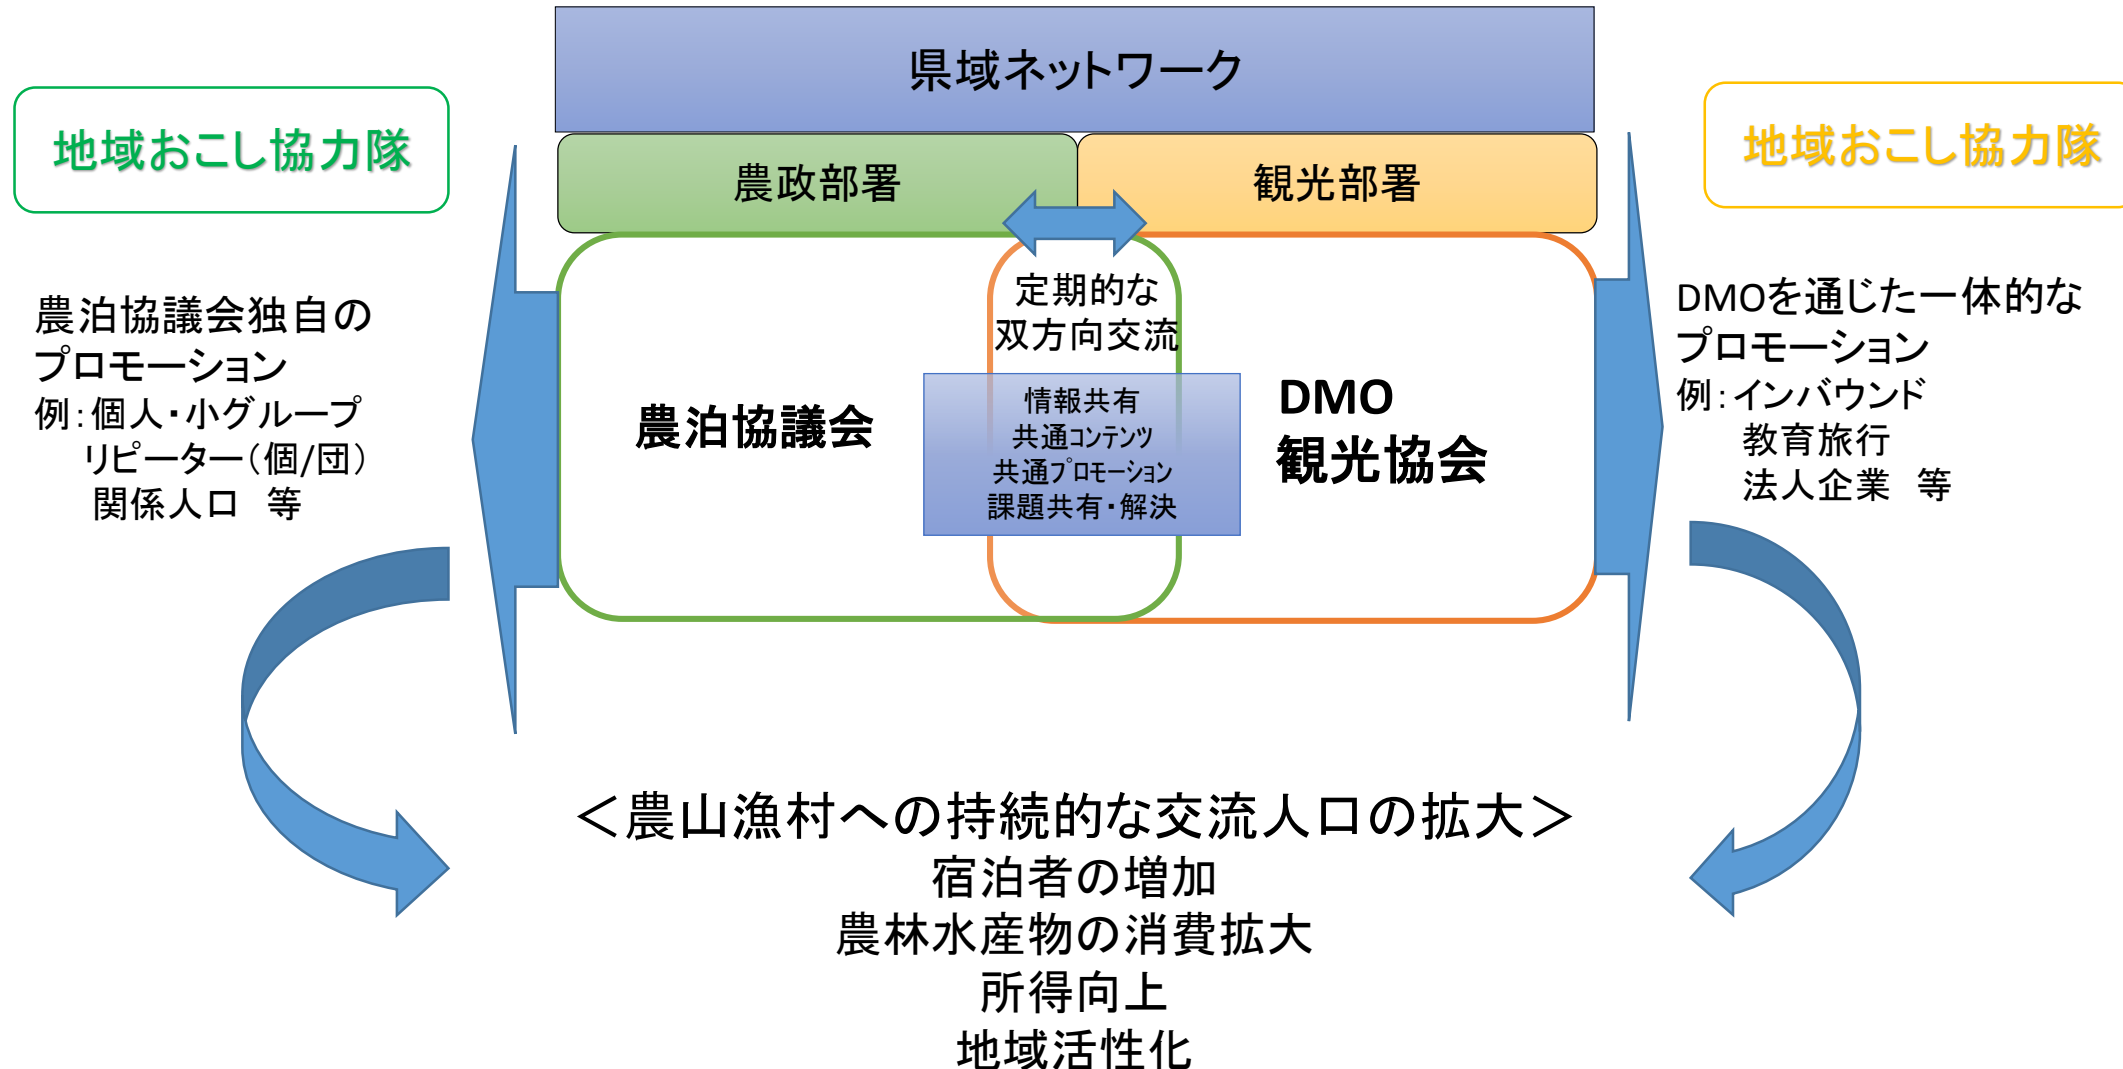 県域ネットワーク
地域おこし協力隊
地域おこし協力隊
農政部署
観光部署
農泊協議会独自の
プロモーション
例：個人・小グループ
リピーター（個/団）
関係人口　等
定期的な
双方向交流
農泊協議会
情報共有
共通コンテンツ
共通プロモーション
課題共有・解決
DMO
観光協会
DMOを通じた一体的な
プロモーション
例：インバウンド
教育旅行
法人企業　等
＜農山漁村への持続的な交流人口の拡大＞
宿泊者の増加
農林水産物の消費拡大
所得向上
地域活性化